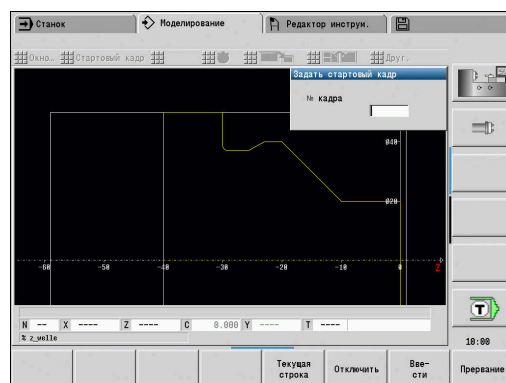 Станок
Моделирование
Редактор инструм.
Окно…
Стартовый кадр
Друг.
Задать стартовый кадр
№ кадра
Ø40
Ø20
-60 -50 -40 -30 -20 -10 0 Z
N -- X ---- Z ---- C 0.000 Y ---- T ----
% z_welle
10:00
Текущая строка
Отключить
Вве-
сти
Прервание